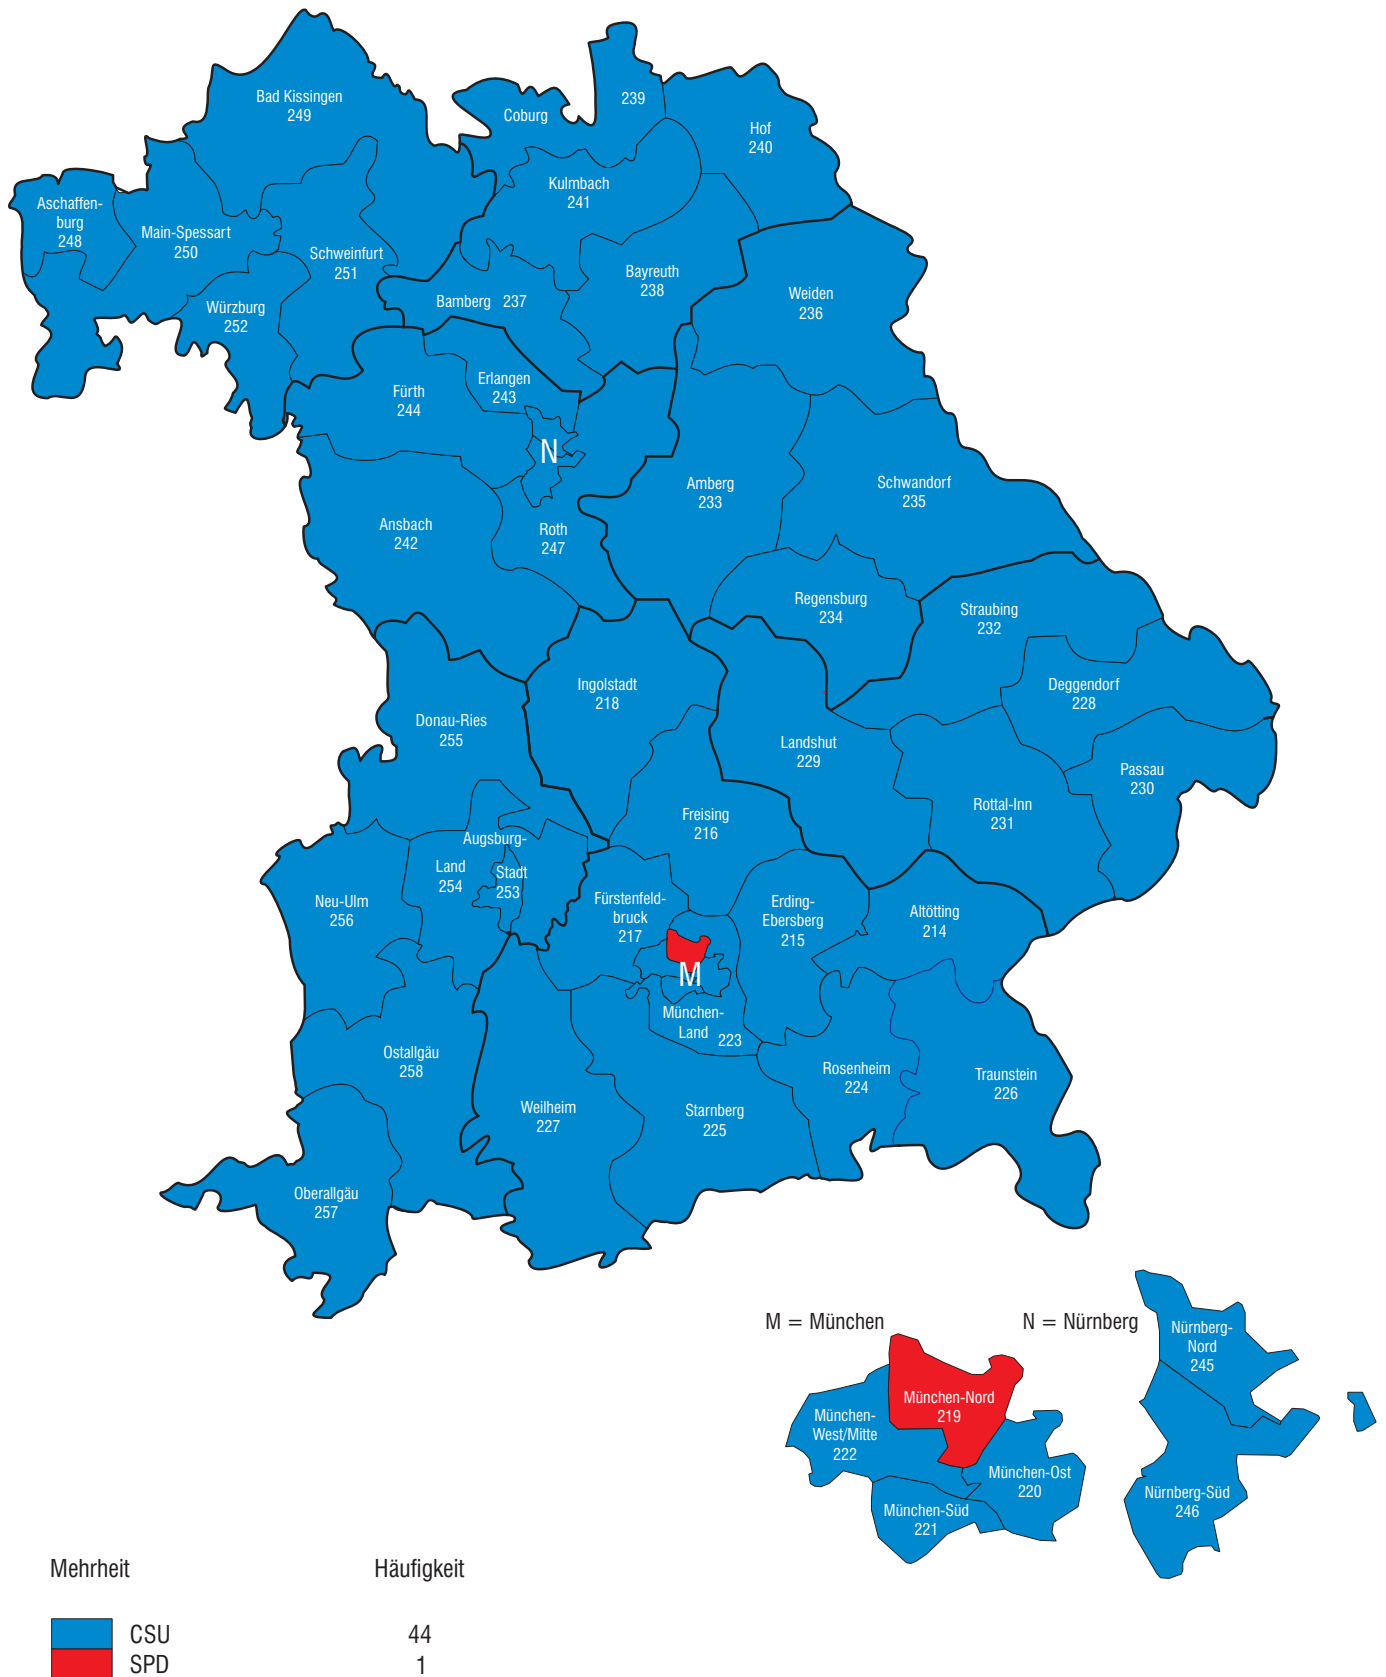 Bad Kissingen
249
Coburg
239
Hof
240
Kulmbach
241
Aschaffen-
burg
248
Main-Spessart
250
Schweinfurt
251
Würzburg
252
Bamberg 237
Bayreuth
238
Weiden
236
Fürth
244
Erlangen
243
N
Amberg
233
Schwandorf
235
Ansbach
242
Roth
247
Regensburg
234
Straubing
232
Ingolstadt
218
Deggendorf
228
Donau-Ries
255
Landshut
229
Passau
230
Rottal-Inn
231
Freising
216
Augsburg-
Land
254
Stadt
253
Neu-Ulm
256
Fürstenfeld-
bruck
217
Erding-
Ebersberg
215
Altötting
214
M
München-
Land 223
Ostallgäu
258
Rosenheim
224
Traunstein
226
Weilheim
227
Starnberg
225
Oberallgäu
257
M = München
N = Nürnberg
Nürnberg-
Nord
245
München-Nord
219
München-
West/Mitte
222
München-Ost
220
München-Süd
221
Nürnberg-Süd
246
Mehrheit Häufigkeit
CSU 44
SPD 1